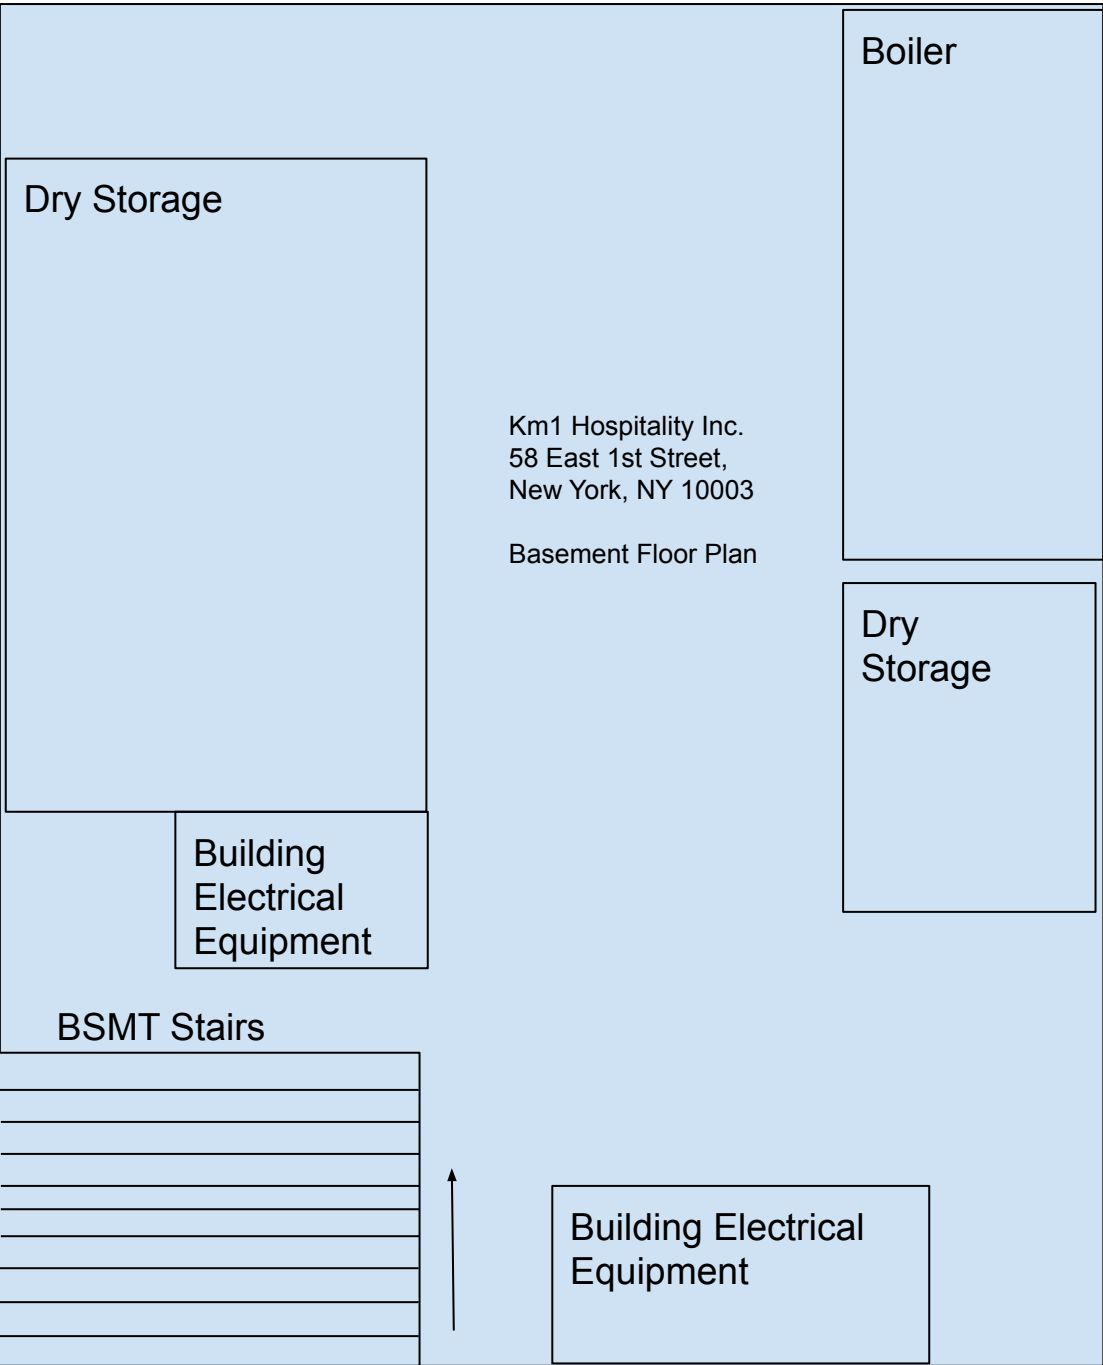 Boiler
Dry Storage
Km1 Hospitality Inc.
58 East 1st Street,
New York, NY 10003
Basement Floor Plan
Dry
Storage
Building
Electrical
Equipment
BSMT Stairs
Building Electrical
Equipment